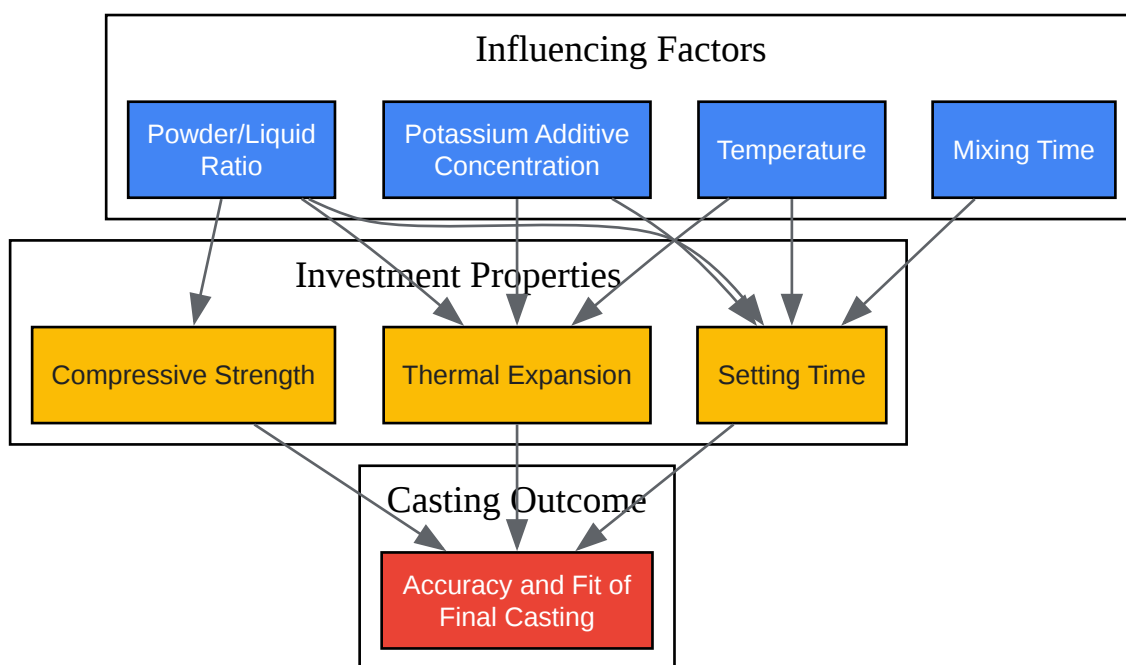 Influencing Factors
Powder/Liquid
Ratio
Potassium Additive
Concentration
Temperature
Mixing Time
Investment Properties
Compressive Strength
Thermal Expansion
Setting Time
Casting Outcome
Accuracy and Fit of
Final Casting